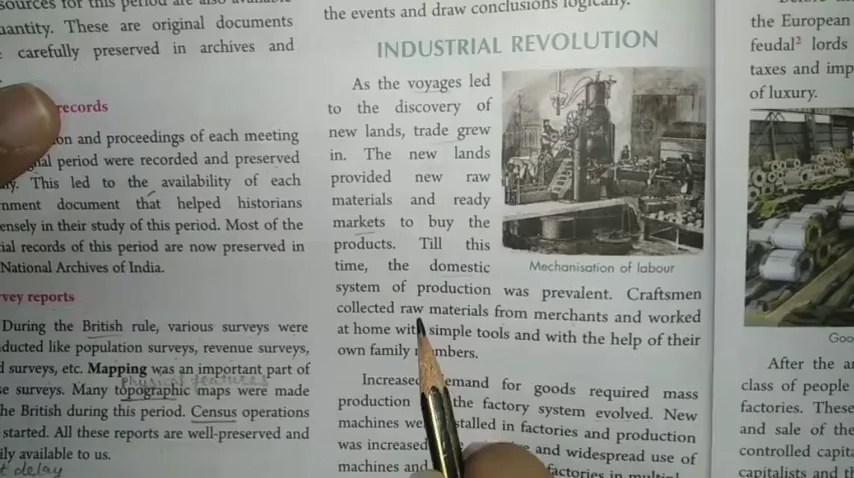 sources for this period are also available
quantity. These are original documents
carefully preserved in archives and
records
and proceedings of each meeting
period were recorded and preserved
This led to the availability of each
document that helped historians
in their study of this period. Most of the
records of this period are now preserved in
National Archives of India.
reports
During the British rule, various surveys were
like population surveys, revenue surveys,
surveys, etc. Mapping was an important part of
physical features
surveys. Many topographic maps were made
the British during this period. Census operations
started. All these reports are well-preserved and
available to us.
delay
the events and draw conclusions logically.
INDUSTRIAL REVOLUTION
As the voyages led
to the discovery of
new lands, trade grew
in. The new lands
provided new raw
materials and ready
markets to buy the
products. Till this
time, the domestic
system of production was prevalent. Craftsmen
collected raw materials from merchants and worked
at home with simple tools and with the help of their
own family members.
Mechanisation of labour
Increased demand for goods required mass
production the factory system evolved. New
machines installed in factories and production
was increased and widespread use of
machines and factories in
the European
feudal² lords
taxes and
of luxury.
After the
class of people
factories. These
and sale of the
controlled
capitalists and